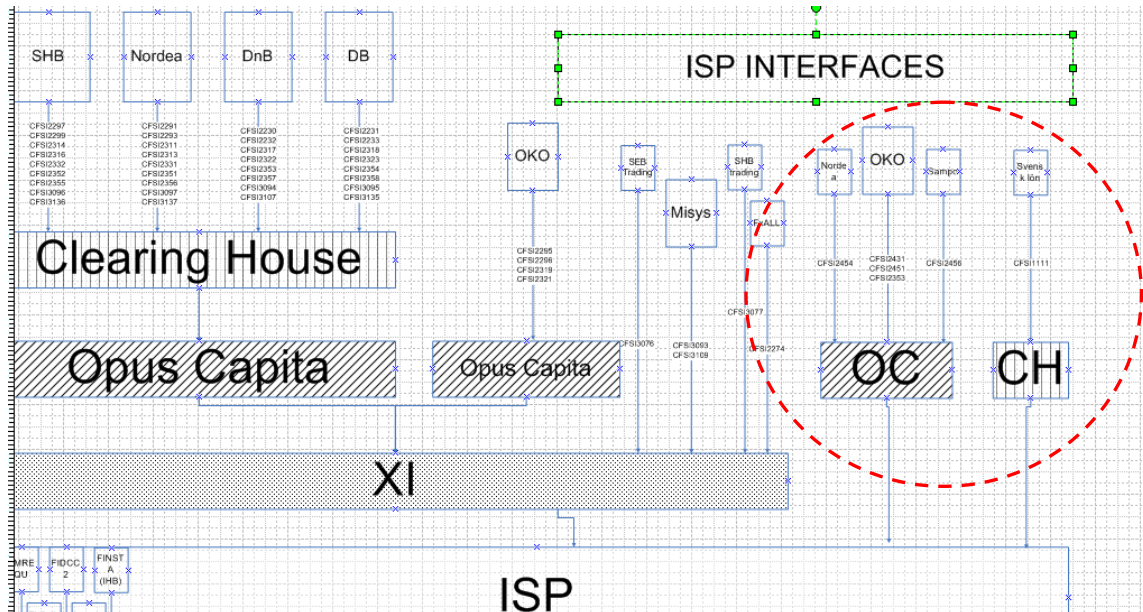 SHB
Nordea
DnB
DB
ISP INTERFACES
CFSI2297
CFSI2299
CFSI2314
CFSI2316
CFSI2332
CFSI2352
CFSI2355
CFSI3096
CFSI3136
CFSI2291
CFSI2293
CFSI2311
CFSI2313
CFSI2331
CFSI2351
CFSI2356
CFSI3097
CFSI3137
CFSI2230
CFSI2232
CFSI2317
CFSI2322
CFSI2353
CFSI2357
CFSI3094
CFSI3107
CFSI2231
CFSI2233
CFSI2318
CFSI2323
CFSI2354
CFSI2358
CFSI3095
CFSI3135
OKO
SEB
Trading
Misys
SHB
trading
FxALL
Norde
a
OKO
Sampo
Svens
k lön
Clearing House
CFSI2295
CFSI2296
CFSI2319
CFSI2321
CFSI2454
CFSI2431
CFSI2451
CFSI2353
CFSI2456
CFSI1111
CFSI3077
CFSI3076
CFSI3093
CFSI3108
CFSI2274
Opus Capita
Opus Capita
OC
CH
XI
MRE
QU
FIDCC
2
FINST
A
(IHB)
ISP